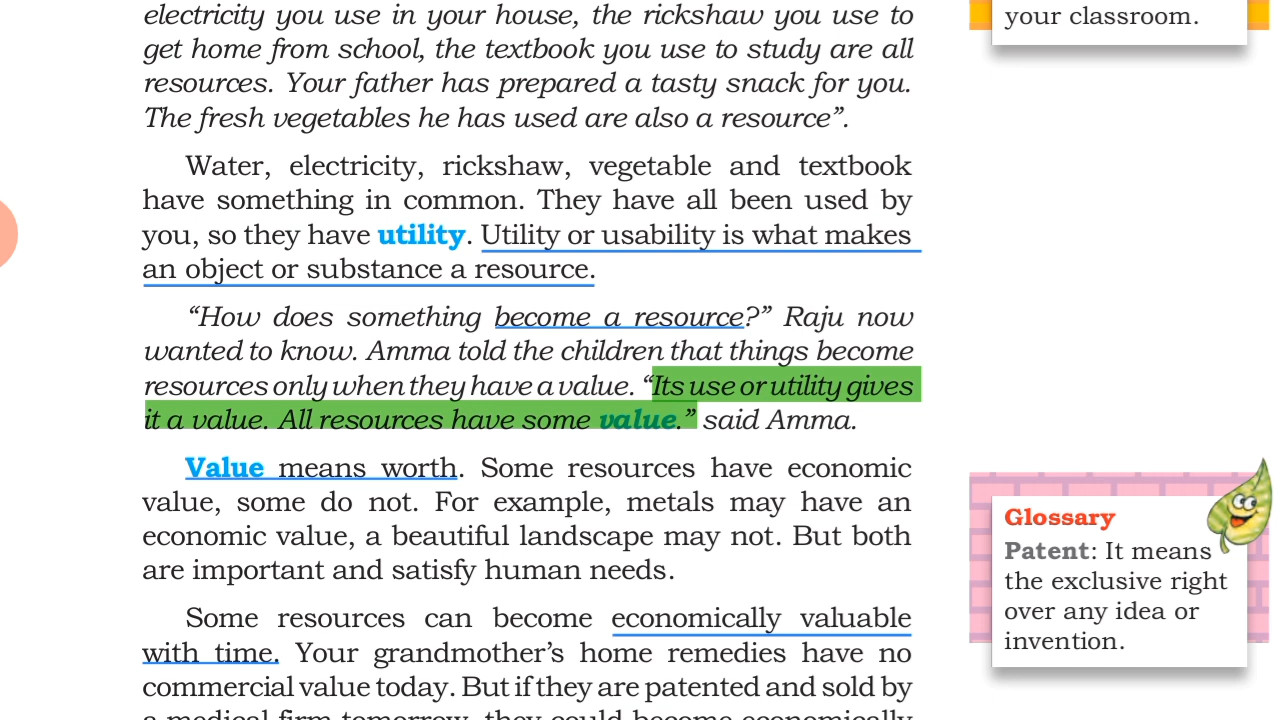 electricity you use in your house, the rickshaw you use to
get home from school, the textbook you use to study are all
resources. Your father has prepared a tasty snack for you.
The fresh vegetables he has used are also a resource”.
Water, electricity, rickshaw, vegetable and textbook
have something in common. They have all been used by
you, so they have utility. Utility or usability is what makes
an object or substance a resource.
“How does something become a resource?” Raju now
wanted to know. Amma told the children that things become
resources only when they have a value. “Its use or utility gives
it a value. All resources have some value.” said Amma.
Value means worth. Some resources have economic
value, some do not. For example, metals may have an
economic value, a beautiful landscape may not. But both
are important and satisfy human needs.
Some resources can become economically valuable
with time. Your grandmother’s home remedies have no
commercial value today. But if they are patented and sold by
a medical firm tomorrow, they could become economically
your classroom.
Glossary
Patent: It means
the exclusive right
over any idea or
invention.